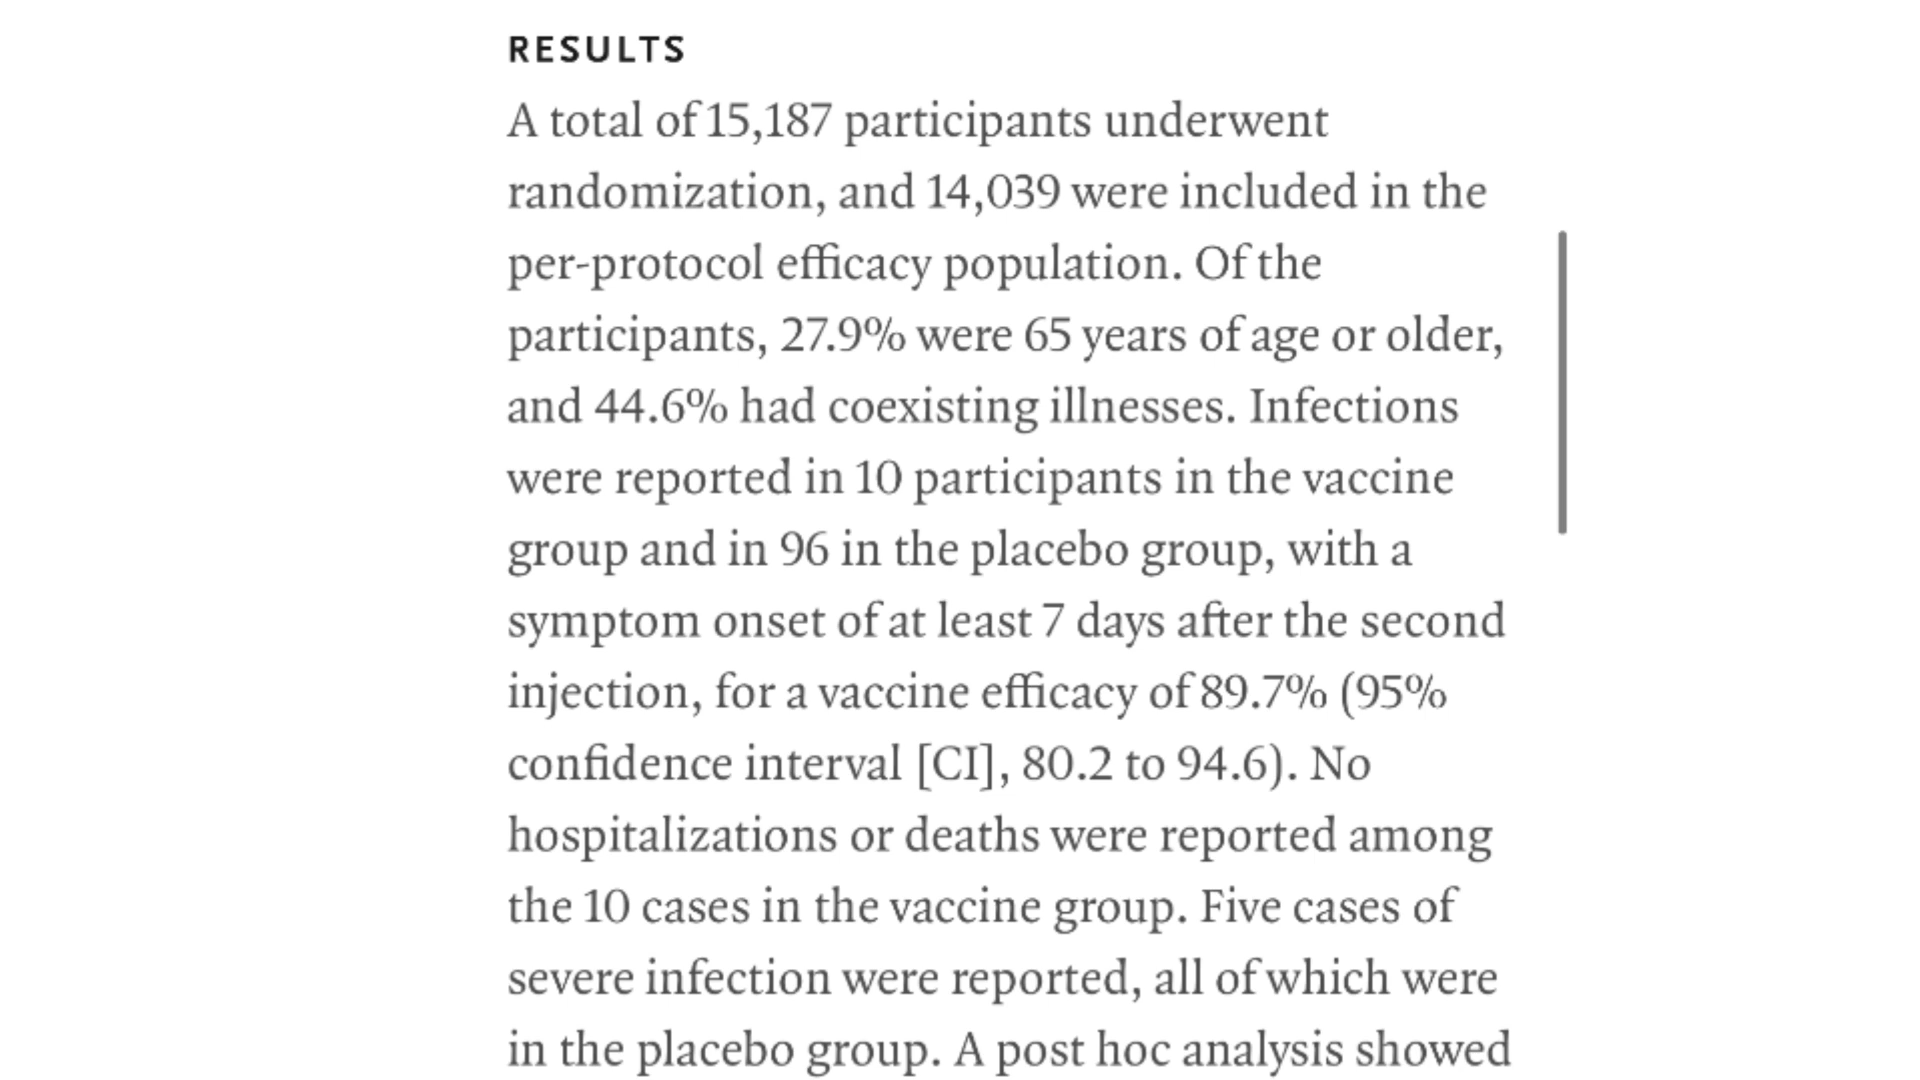 RESULTS
A total of 15,187 participants underwent
randomization, and 14,039 were included in the
per-protocol efficacy population. Of the
participants, 27.9% were 65 years of age or older,
and 44.6% had coexisting illnesses. Infections
were reported in 10 participants in the vaccine
group and in 96 in the placebo group, with a
symptom onset of at least 7 days after the second
injection, for a vaccine efficacy of 89.7% (95%
confidence interval [CI], 80.2 to 94.6). No
hospitalizations or deaths were reported among
the 10 cases in the vaccine group. Five cases of
severe infection were reported, all of which were
in the placebo group. A post hoc analysis showed